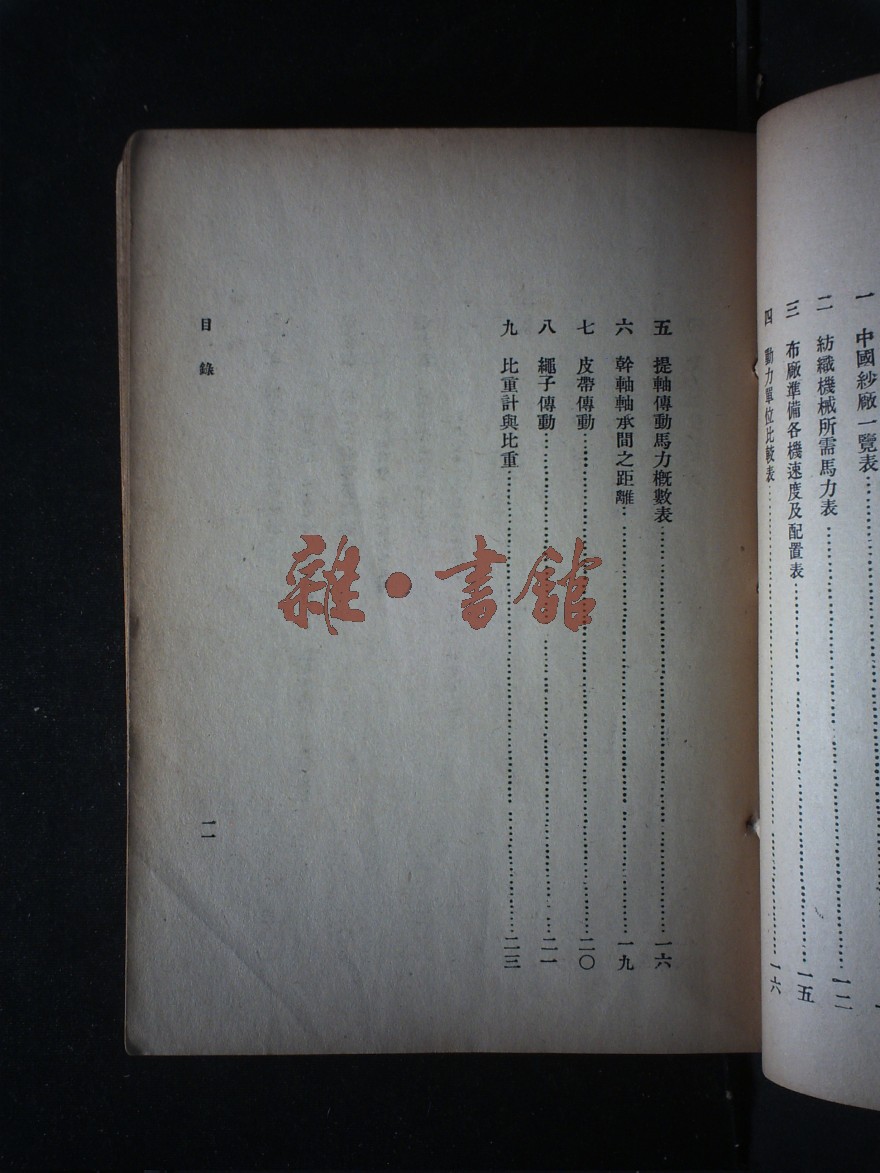 一　中國紗廠一覽表……………………一
二　紡織機械所需馬力表……………………一二
三　布廠準備各機速度及配置表……………………一五
四　動力單位比較表……………………一六
五　提軸傳動馬力概數表……………………一六
六　幹軸軸承間之距離……………………一九
七　皮帶傳動……………………二〇
八　繩子傳動……………………二一
九　比重計與比重……………………二三
目錄
一一
雜·書館